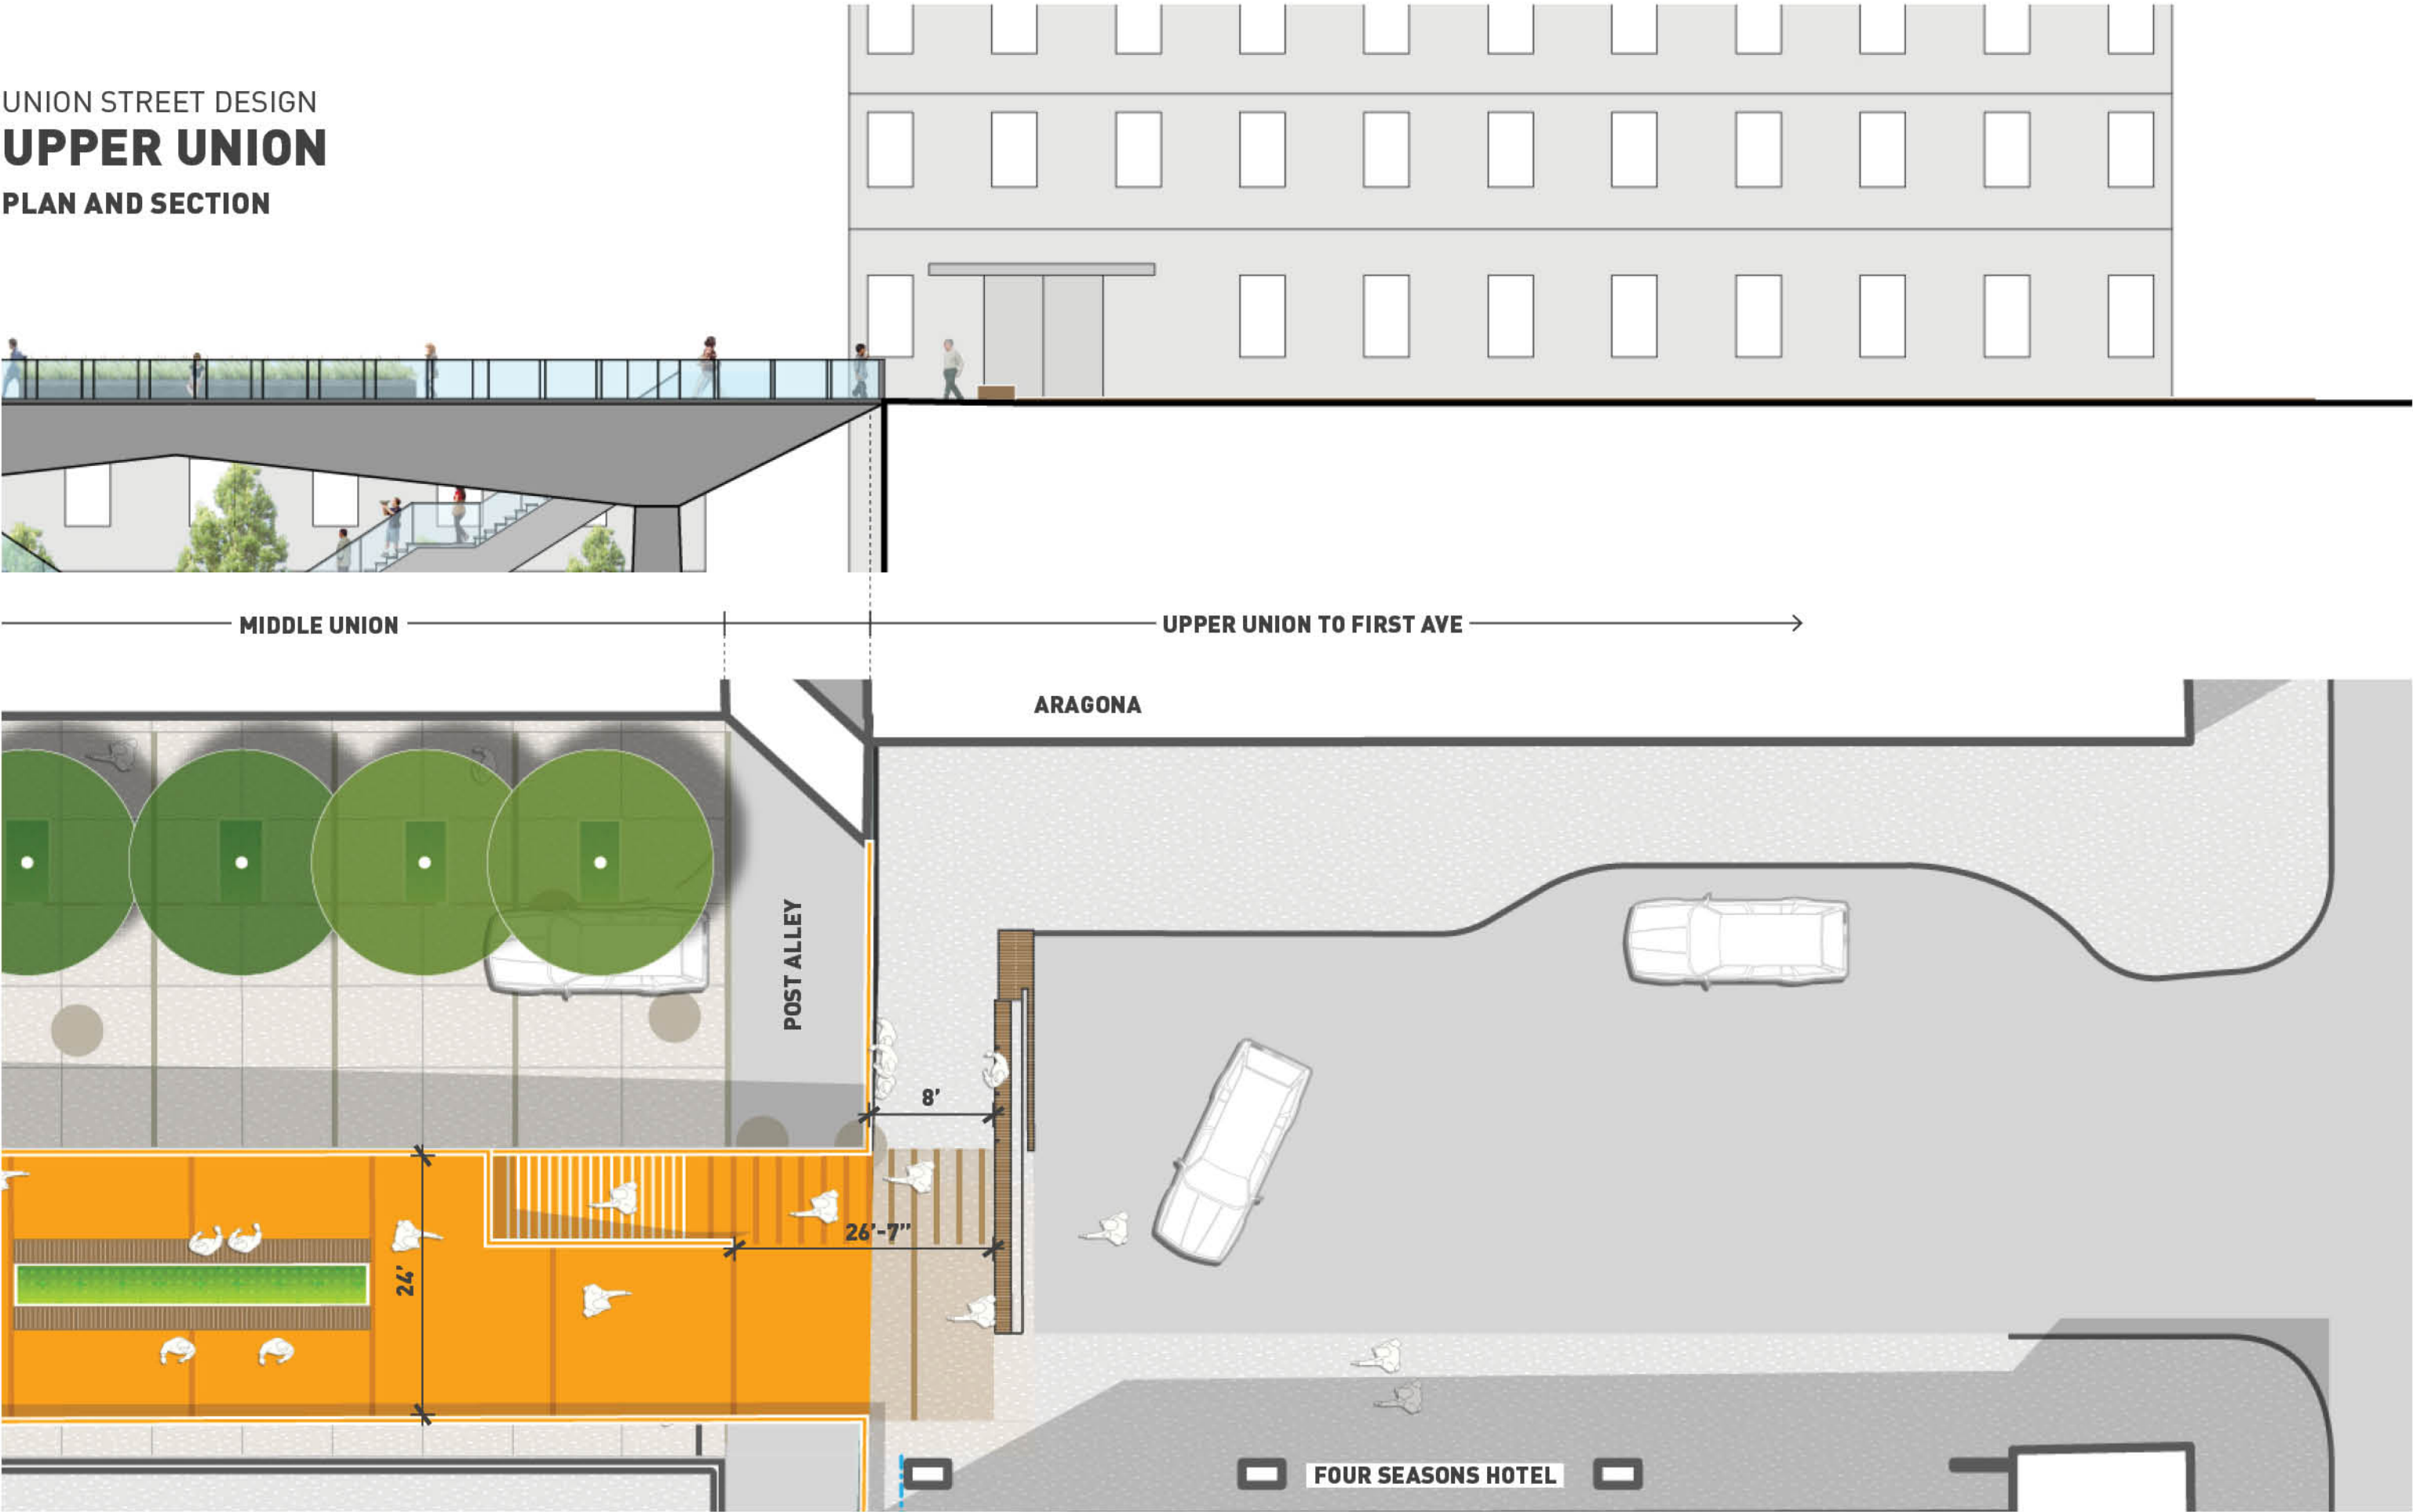 UNION STREET DESIGN
UPPER UNION
PLAN AND SECTION
MIDDLE UNION
UPPER UNION TO FIRST AVE
ARAGONA
POST ALLEY
8’
26’-7”
24’
FOUR SEASONS HOTEL